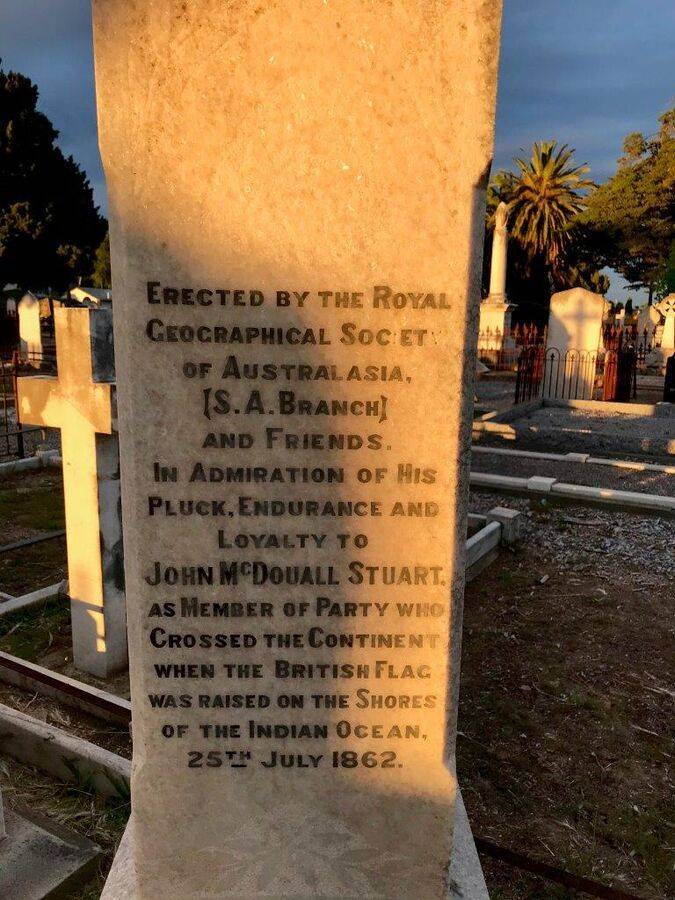 Erected by the Royal
Geographical Society
of Australasia,
[S.A. Branch]
and Friends.
In Admiration of His
Pluck, Endurance and
Loyalty to
John McDouall Stuart,
as Member of Party who
Crossed the Continent
when the British Flag
was raised on the Shores
of the Indian Ocean,
25th July 1862.